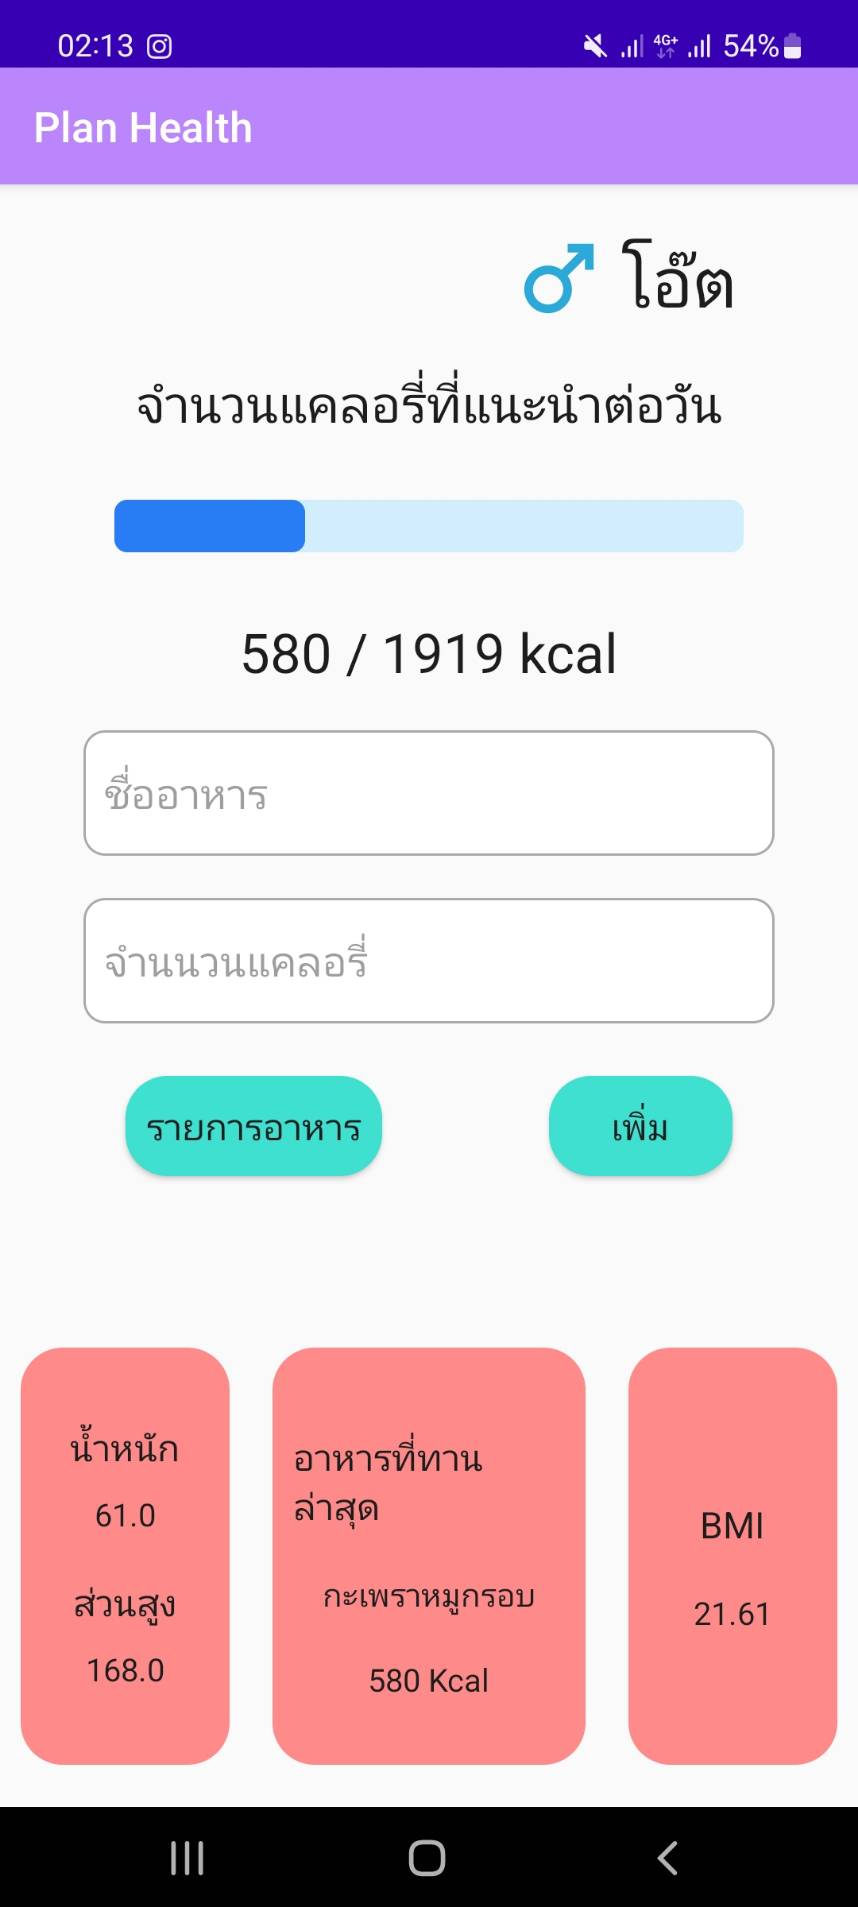 02:13
4G+
54%
Plan Health
โอ๊ต
จำนวนแคลอรี่ที่แนะนำต่อวัน
580 / 1919 kcal
ชื่ออาหาร
จำนนวนแคลอรี่
รายการอาหาร
เพิ่ม
น้ำหนัก
61.0
ส่วนสูง
168.0
อาหารที่ทาน
ล่าสุด
กะเพราหมูกรอบ
580 Kcal
BMI
21.61